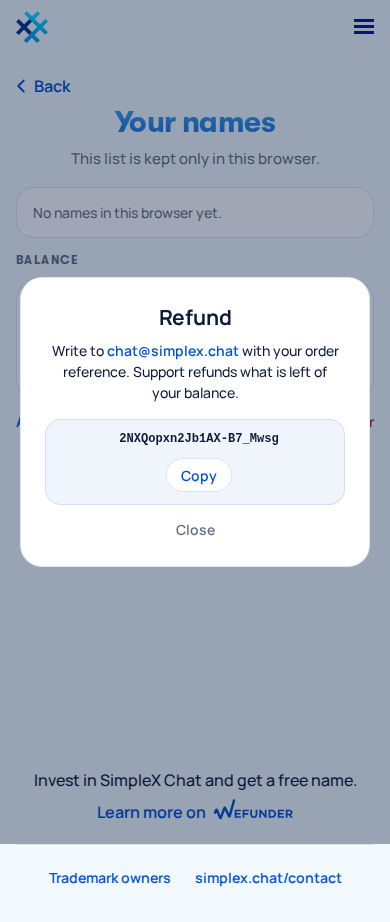 Back
Your names
This list is kept only in this browser.
No names in this browser yet.
BALANCE
Refund
Write to chat@simplex.chat with your order
reference. Support refunds what is left of
your balance.
2NXQopxn2Jb1AX-B7_Mwsg
Copy
Close
Invest in SimpleX Chat and get a free name.
Learn more on WEFUNDER
Trademark owners simplex.chat/contact